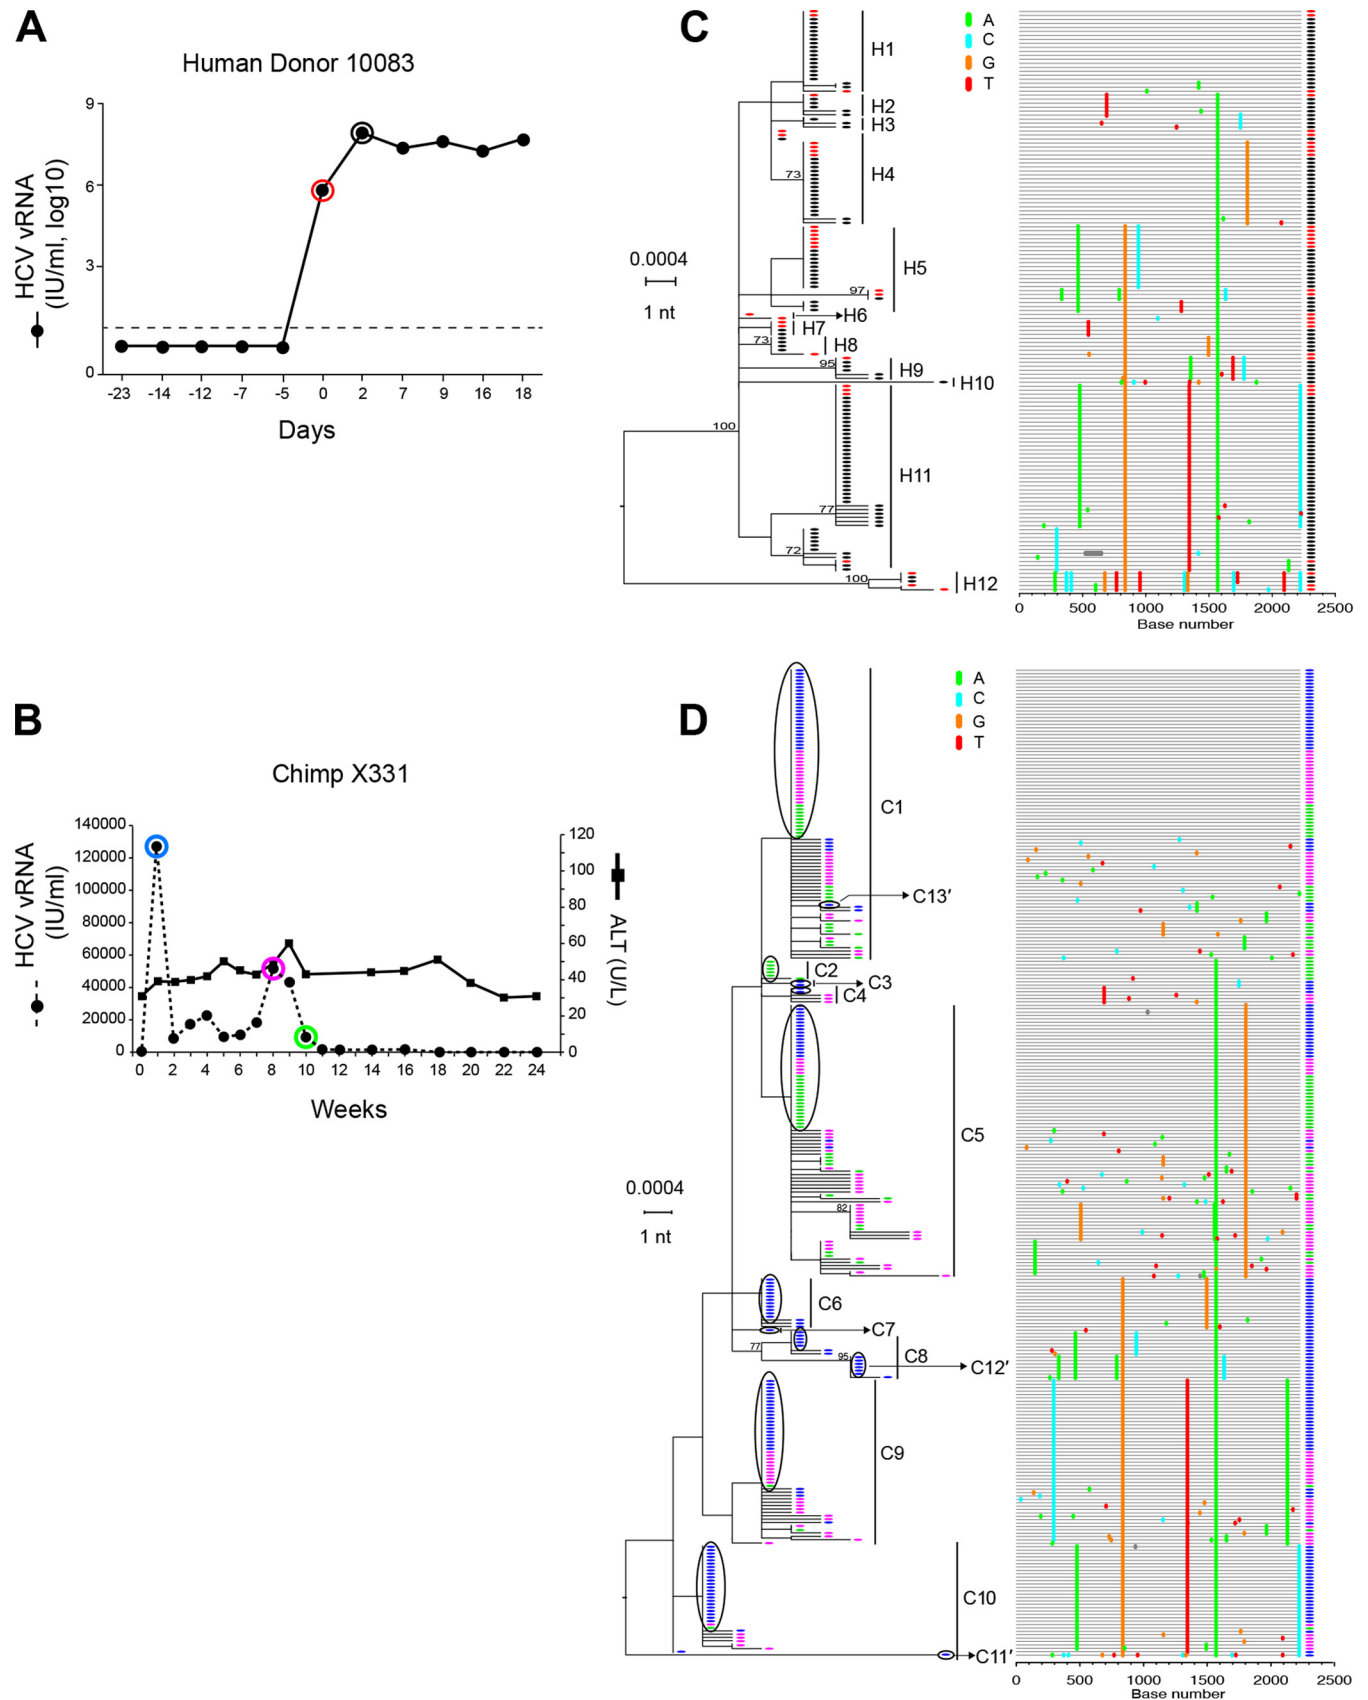 A
Human Donor 10083
HCV vRNA
(IU/ml, log10)
9
6
3
0
-23
-14
-12
-7
-5
0
2
7
9
16
18
Days
C
H1
H2
H3
H4
73
H5
97
0.0004
1 nt
H6
H7
73
H8
95
H9
H10
100
H11
77
72
100
H12
A
C
G
T
0
500
1000
1500
2000
2500
Base number
B
Chimp X331
HCV vRNA
(IU/ml)
140000
120000
100000
80000
60000
40000
20000
0
120
100
80
60
40
20
0
ALT (U/L)
0
2
4
6
8
10
12
14
16
18
20
22
24
Weeks
D
C1
C13′
C2
C3
C4
C5
82
0.0004
1 nt
C6
C7
77
C8
95
C12′
C9
C10
C11′
A
C
G
T
0
500
1000
1500
2000
2500
Base number